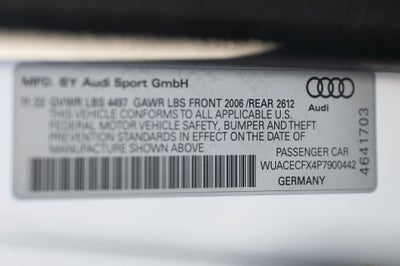 MFD. BY Audi Sport GmbH
11 22 GVWR LBS 4497 GAWR LBS FRONT 2006 /REAR 2612
THIS VEHICLE CONFORMS TO ALL APPLICABLE
FEDERAL MOTOR VEHICLE SAFETY, BUMPER AND THEFT
PREVENTION STANDARDS IN EFFECT ON THE DATE
OF MANUFACTURE SHOWN ABOVE
Audi
PASSENGER CAR
WUACECFX4P7900442
GERMANY
4641703